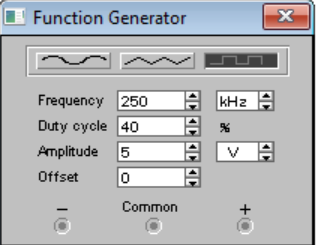 Function Generator
Frequency 250 kHz
Duty cycle 40 %
Amplitude 5 V
Offset 0
− Common +